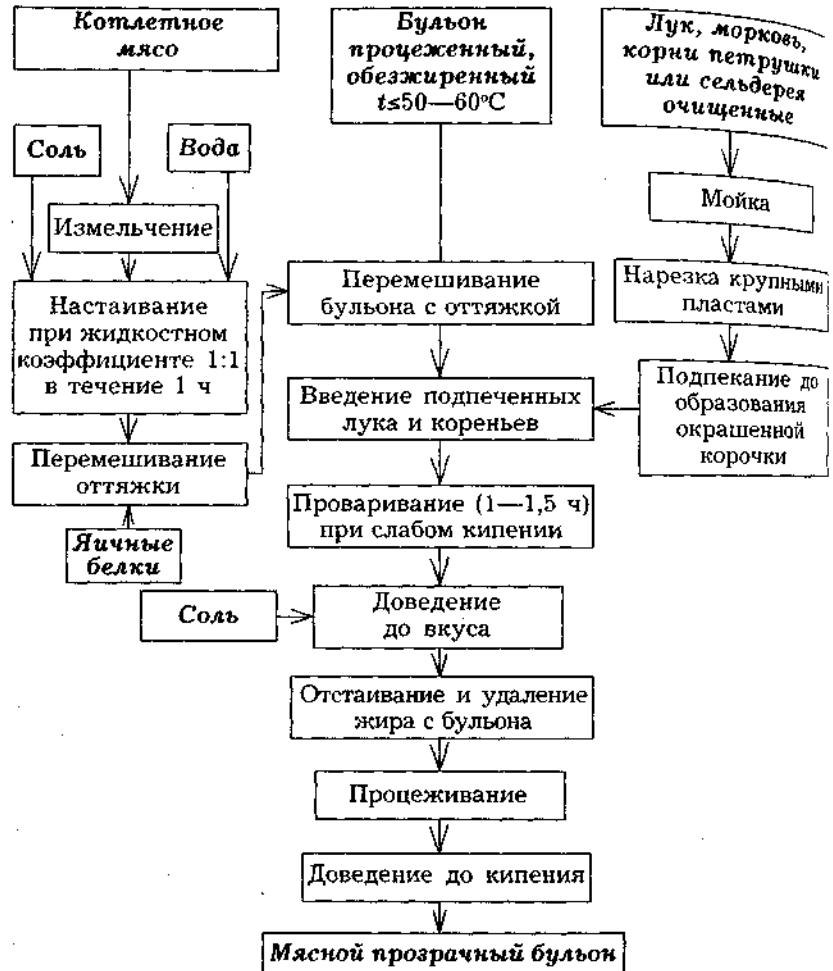 Котлетное
мясо
Бульон
процеженный,
обезжиренный
t≤50—60°С
Лук, морковь,
корни петрушки
или сельдерея
очищенные
Соль
Вода
Измельчение
Мойка
Настаивание
при жидкостном
коэффициенте 1:1
в течение 1 ч
Перемешивание
бульона с оттяжкой
Нарезка крупными
пластами
Введение подпеченных
лука и кореньев
Подпекание до
образования
окрашенной
корочки
Перемешивание
оттяжки
Проваривание (1—1,5 ч)
при слабом кипении
Яичные
белки
Соль
Доведение
до вкуса
Отстаивание и удаление
жира с бульона
Процеживание
Доведение до кипения
Мясной прозрачный бульон